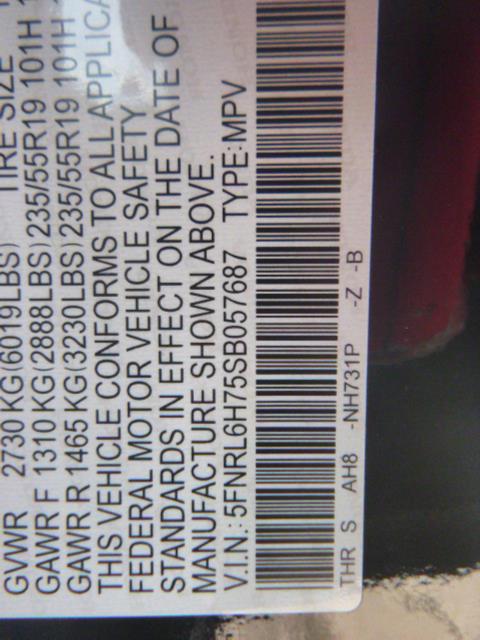 GVWR 2730 KG(6019LBS) TIRE SIZE
GAWR F 1310 KG(2888LBS) 235/55R19 101H
GAWR R 1465 KG(3230LBS) 235/55R19 101H
THIS VEHICLE CONFORMS TO ALL APPLICA
FEDERAL MOTOR VEHICLE SAFETY
STANDARDS IN EFFECT ON THE DATE OF
MANUFACTURE SHOWN ABOVE.
V.I.N.: 5FNRL6H75SB057687 TYPE:MPV
THR S AH8 -NH731P -Z -B